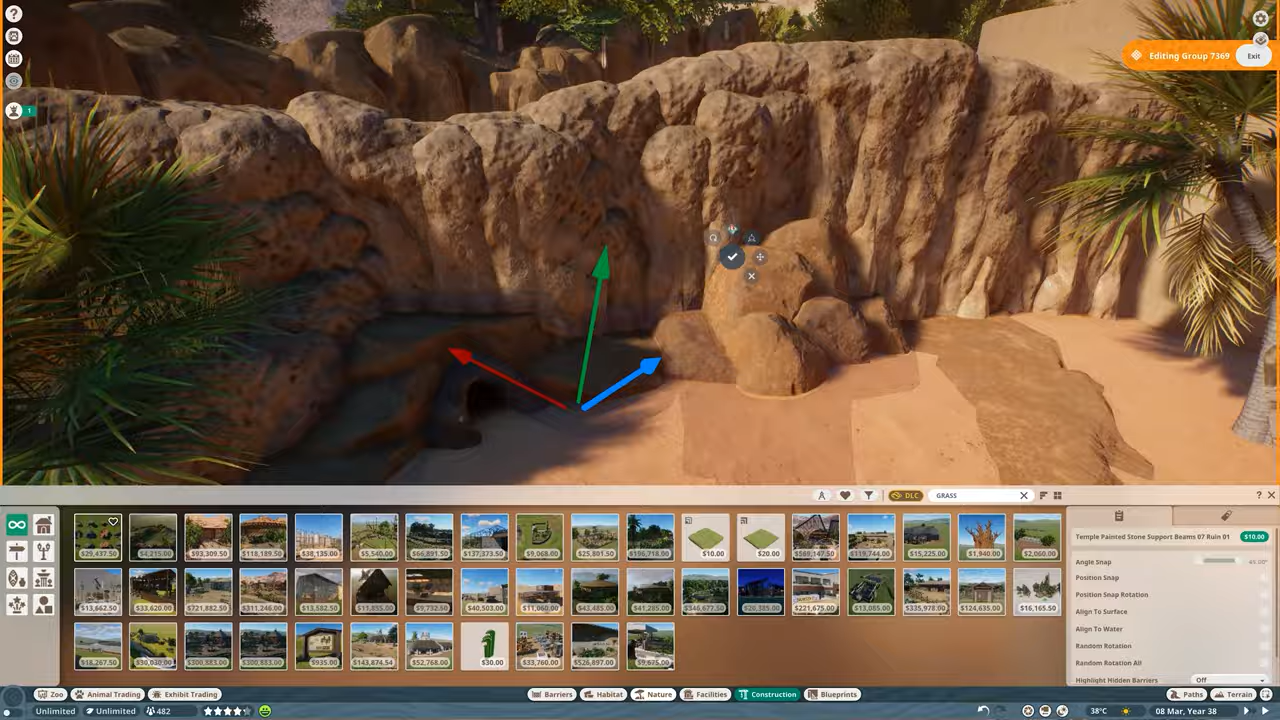 Editing Group 7369
Exit
1
DLC
GRASS
$29,437.50
$4,215.00
$93,309.50
$118,189.50
$38,135.00
$5,540.00
$66,891.50
$137,373.50
$9,068.00
$25,801.50
$196,718.00
$10.00
$20.00
$569,147.50
$119,744.00
$15,225.00
$1,940.00
$2,060.00
$13,662.50
$33,620.00
$721,882.50
$311,246.00
$13,582.50
$11,855.00
$9,732.50
$40,503.00
$11,060.00
$43,485.00
$41,285.00
$346,677.50
$20,385.00
$221,675.00
$13,085.00
$335,978.00
$124,635.00
$16,165.50
$18,267.50
$30,030.00
$300,883.00
$300,883.00
$935.00
$143,874.50
$52,768.00
$30.00
$33,760.00
$526,897.00
$9,675.00
Temple Painted Stone Support Beams 07 Ruin 01
$10.00
Angle Snap
45.00°
Position Snap
Position Snap Rotation
Align To Surface
Align To Water
Random Rotation
Random Rotation All
Highlight Hidden Barriers
Off
Zoo
Animal Trading
Exhibit Trading
Barriers
Habitat
Nature
Facilities
Construction
Blueprints
Paths
Terrain
Unlimited
Unlimited
482
38°C
08 Mar, Year 38